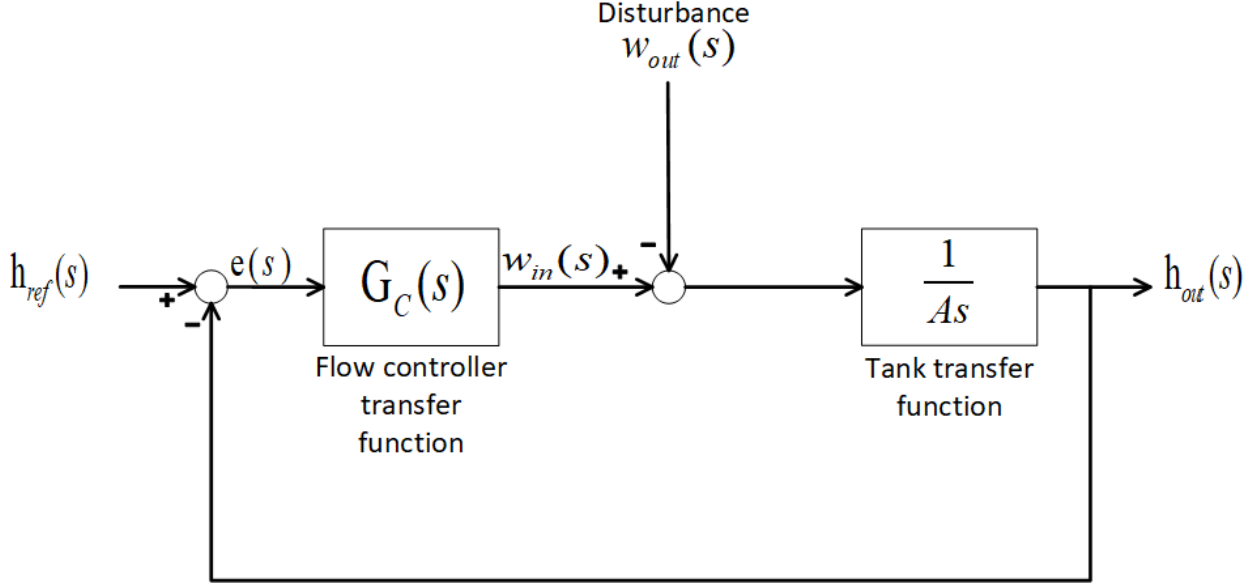 Disturbance
w_out(s)
h_ref(s)
+
-
e(s)
G_C(s)
w_in(s)
+
-
1
As
h_out(s)
Flow controller
transfer
function
Tank transfer
function